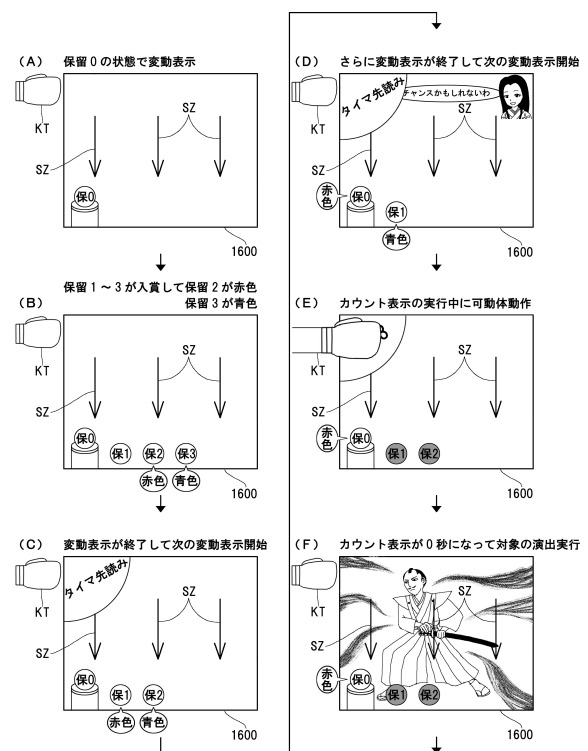 (A) 保留0の状態で変動表示
KT
SZ
SZ
保0
1600
保留1～3が入賞して保留2が赤色
(B) 保留3が青色
KT
SZ
SZ
保0 保1 保2 保3
赤色 青色
1600
(C) 変動表示が終了して次の変動表示開始
タイマ先読み
KT
SZ
SZ
保0 保1 保2
赤色 青色
1600
(D) さらに変動表示が終了して次の変動表示開始
タイマ先読み
チャンスかもしれないわ
KT
SZ
SZ
赤色 保0 保1
青色
1600
(E) カウント表示の実行中に可動体動作
る
KT
SZ
SZ
赤色 保0 保1 保2
1600
(F) カウント表示が0秒になって対象の演出実行
KT
SZ
SZ
赤色 保0 保1 保2
1600